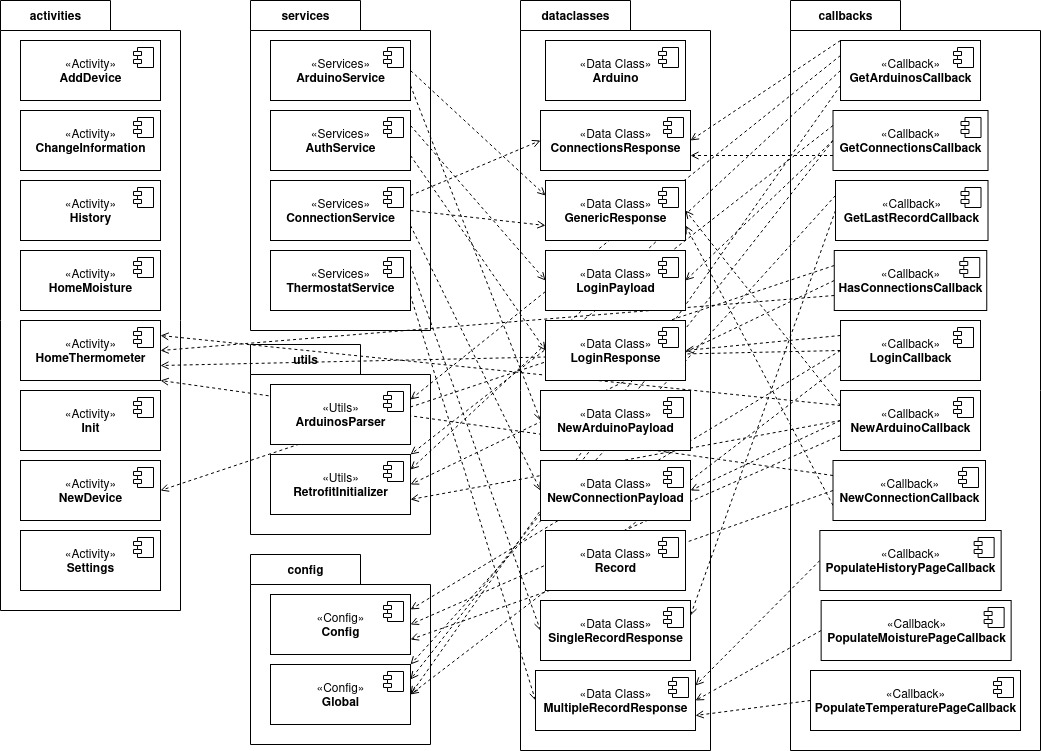 activities
«Activity»
AddDevice
«Activity»
ChangeInformation
«Activity»
History
«Activity»
HomeMoisture
«Activity»
HomeThermometer
«Activity»
Init
«Activity»
NewDevice
«Activity»
Settings
services
«Services»
ArduinoService
«Services»
AuthService
«Services»
ConnectionService
«Services»
ThermostatService
utils
«Utils»
ArduinosParser
«Utils»
RetrofitInitializer
config
«Config»
Config
«Config»
Global
dataclasses
«Data Class»
Arduino
«Data Class»
ConnectionsResponse
«Data Class»
GenericResponse
«Data Class»
LoginPayload
«Data Class»
LoginResponse
«Data Class»
NewArduinoPayload
«Data Class»
NewConnectionPayload
«Data Class»
Record
«Data Class»
SingleRecordResponse
«Data Class»
MultipleRecordResponse
callbacks
«Callback»
GetArduinosCallback
«Callback»
GetConnectionsCallback
«Callback»
GetLastRecordCallback
«Callback»
HasConnectionsCallback
«Callback»
LoginCallback
«Callback»
NewArduinoCallback
«Callback»
NewConnectionCallback
«Callback»
PopulateHistoryPageCallback
«Callback»
PopulateMoisturePageCallback
«Callback»
PopulateTemperaturePageCallback